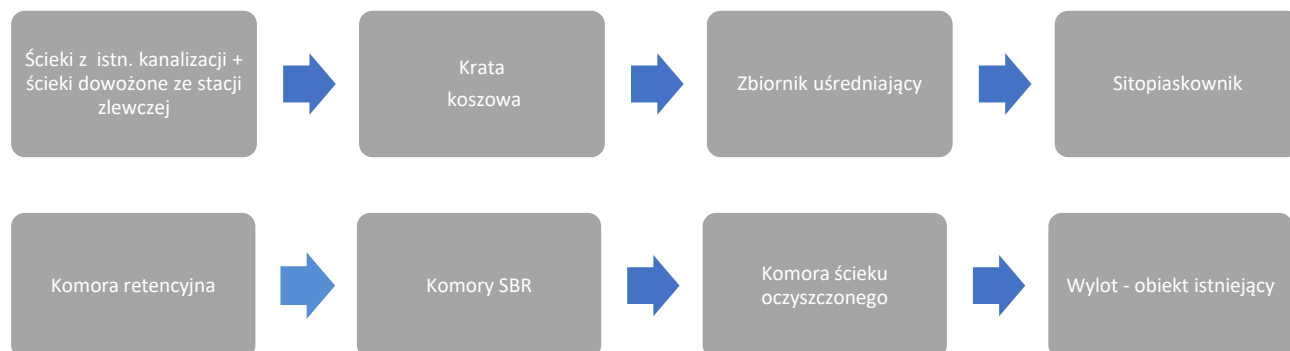 Ścieki z istn. kanalizacji +
ścieki dowożone ze stacji
zlewczej
Krata
koszowa
Zbiornik uśredniający
Sitopiaskownik
Komora retencyjna
Komory SBR
Komora ścieku
oczyszczonego
Wylot - obiekt istniejący